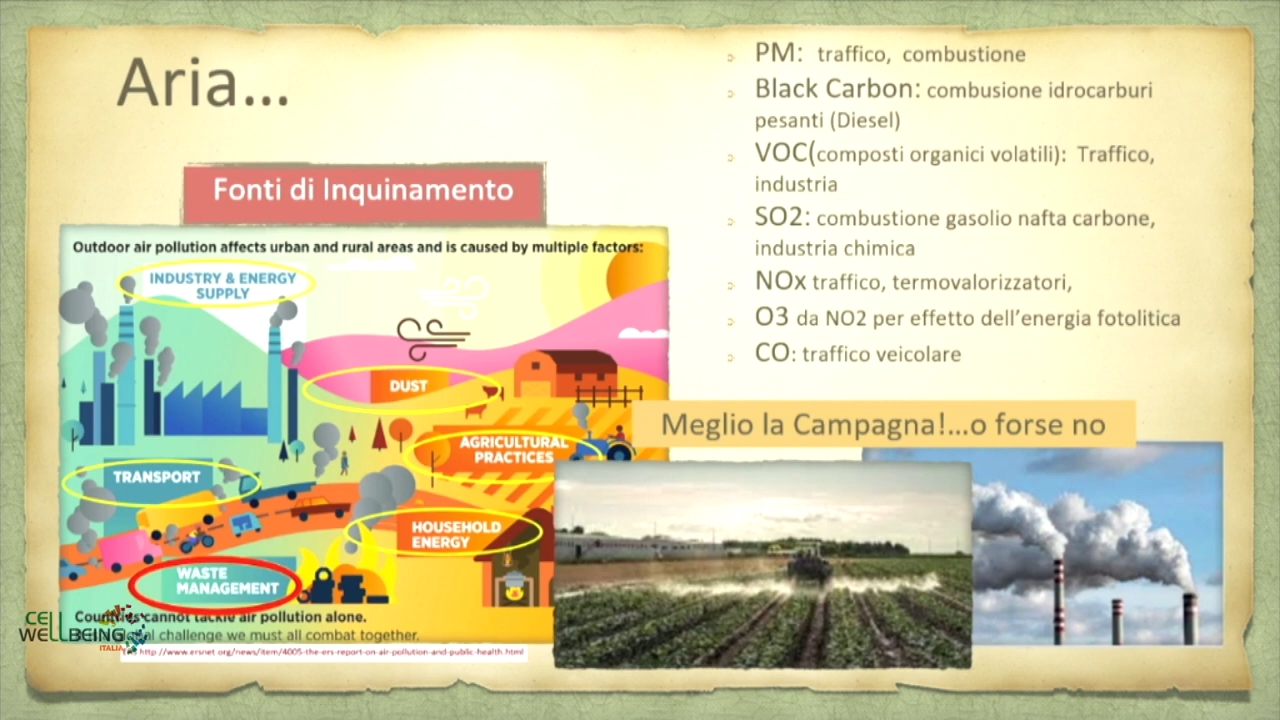 Aria...
PM: traffico, combustione
Black Carbon: combusione idrocarburi
pesanti (Diesel)
VOC(composti organici volatili): Traffico,
industria
SO2: combustione gasolio nafta carbone,
industria chimica
NOx traffico, termovalorizzatori,
O3 da NO2 per effetto dell'energia fotolitica
CO: traffico veicolare
Fonti di Inquinamento
Outdoor air pollution affects urban and rural areas and is caused by multiple factors:
INDUSTRY & ENERGY
SUPPLY
DUST
AGRICULTURAL
PRACTICES
TRANSPORT
HOUSEHOLD
ENERGY
WASTE
MANAGEMENT
Meglio la Campagna!...o forse no
cannot tackle air pollution alone.
challenge we must all combat together.
http://www.ersnet.org/news/item/4005-the-ers-report-on-air-pollution-and-public-health.html
CELL
WELLBEING
ITALIA